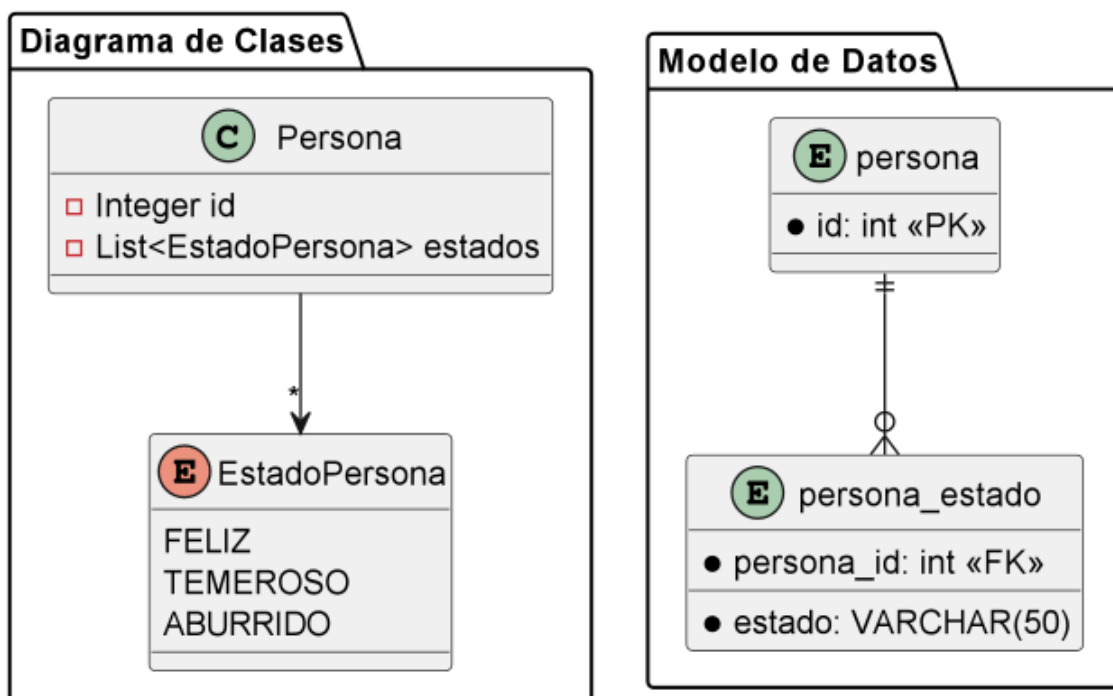 Diagrama de Clases
C Persona
Integer id
List<EstadoPersona> estados
*
E EstadoPersona
FELIZ
TEMEROSO
ABURRIDO
Modelo de Datos
E persona
id: int «PK»
E persona_estado
persona_id: int «FK»
estado: VARCHAR(50)